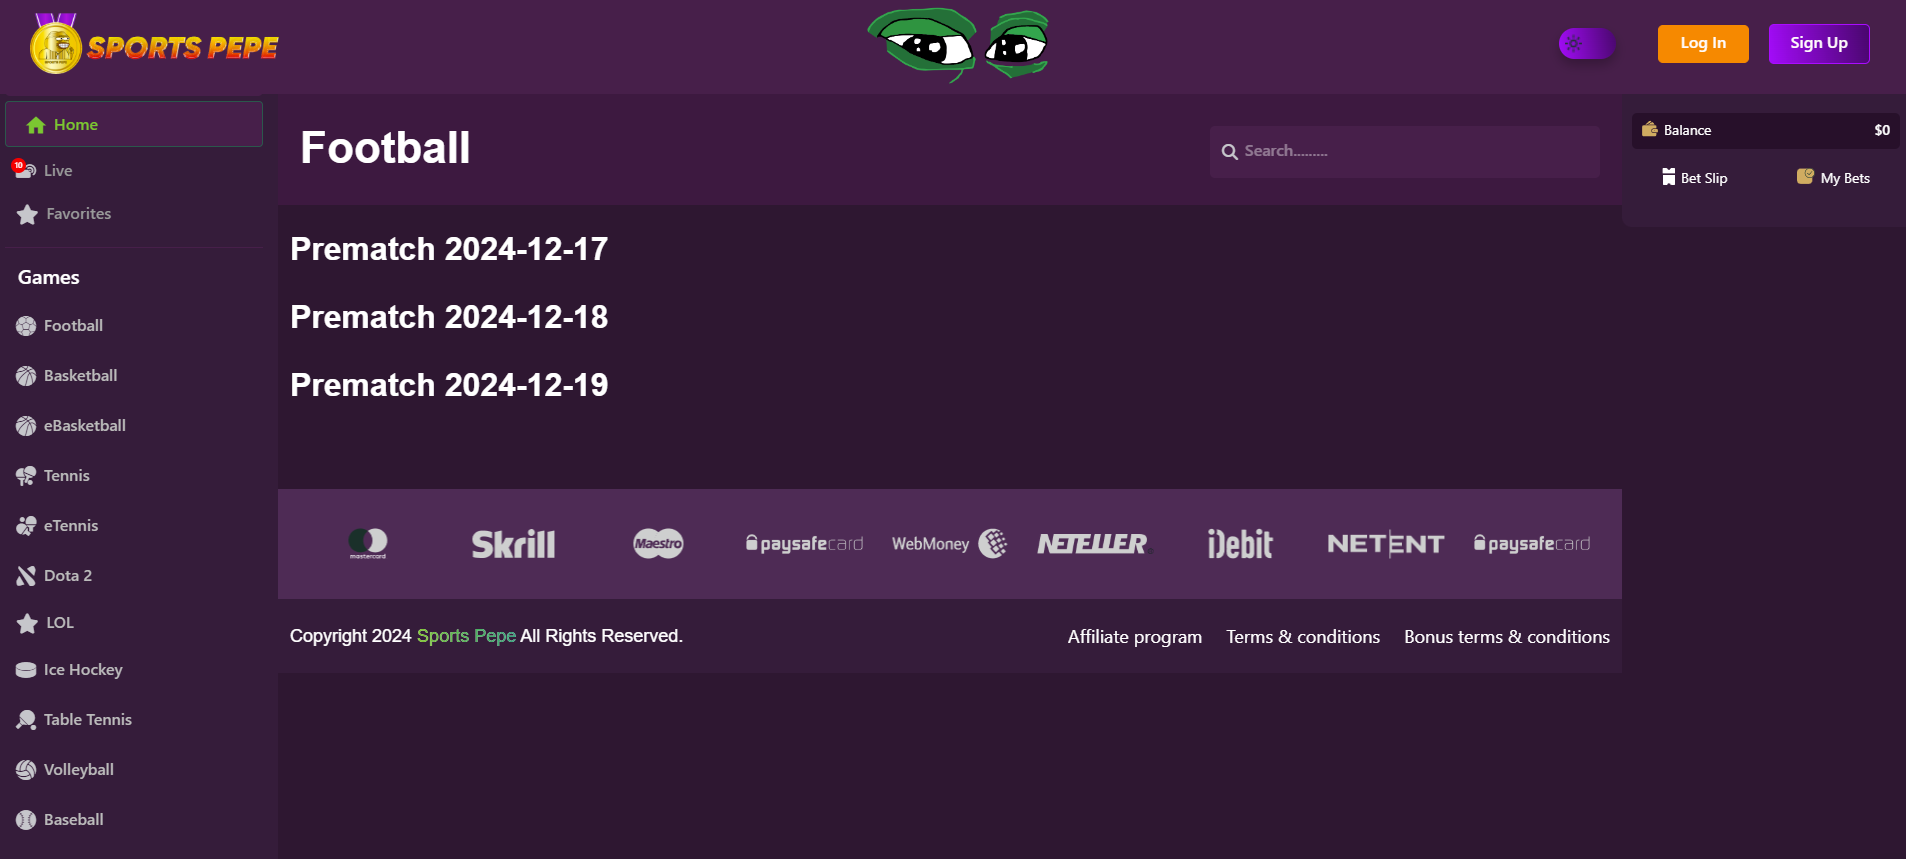 SPORTS PEPE
Log In
Sign Up
Home
10
Live
Favorites
Games
Football
Basketball
eBasketball
Tennis
eTennis
Dota 2
LOL
Ice Hockey
Table Tennis
Volleyball
Baseball
Football
Search.........
Prematch 2024-12-17
Prematch 2024-12-18
Prematch 2024-12-19
Balance
$0
Bet Slip
My Bets
mastercard
Skrill
Maestro
paysafecard
WebMoney
NETELLER
iDebit
NETENT
paysafecard
Copyright 2024 Sports Pepe All Rights Reserved.
Affiliate program
Terms & conditions
Bonus terms & conditions